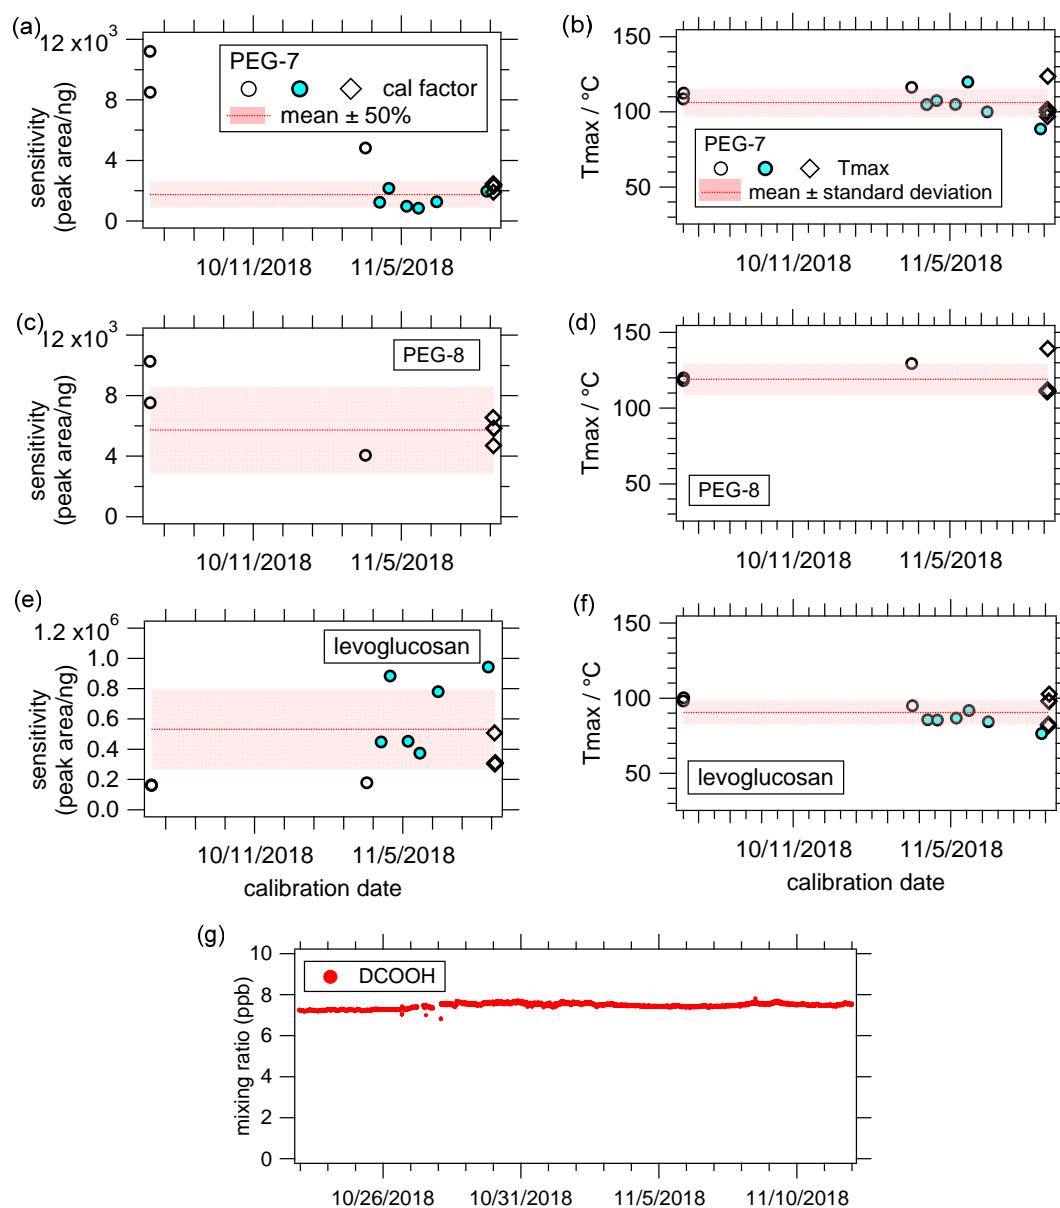 (a)
12 x10³
8
4
0
sensitivity
(peak area/ng)
PEG-7
cal factor
mean ± 50%
10/11/2018
11/5/2018
(b)
150
100
50
Tmax / °C
PEG-7
Tmax
mean ± standard deviation
10/11/2018
11/5/2018
(c)
12 x10³
8
4
0
sensitivity
(peak area/ng)
PEG-8
10/11/2018
11/5/2018
(d)
150
100
50
Tmax / °C
PEG-8
10/11/2018
11/5/2018
(e)
1.2 x10⁶
1.0
0.8
0.6
0.4
0.2
0.0
sensitivity
(peak area/ng)
levoglucosan
10/11/2018
11/5/2018
calibration date
(f)
150
100
50
Tmax / °C
levoglucosan
10/11/2018
11/5/2018
calibration date
(g)
10
8
6
4
2
0
mixing ratio (ppb)
DCOOH
10/26/2018
10/31/2018
11/5/2018
11/10/2018